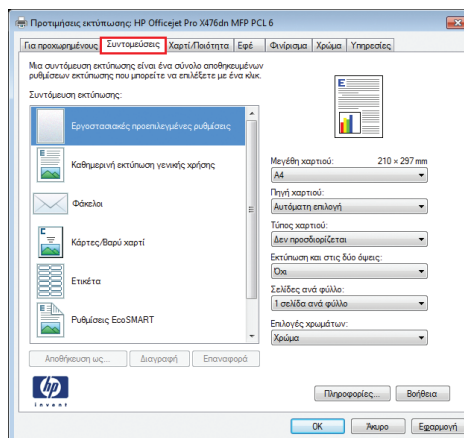 Προτιμήσεις εκτύπωσης: HP Officejet Pro X476dn MFP PCL 6
Για προχωρημένους Συντομεύσεις Χαρτί/Ποιότητα Εφέ Φινίρισμα Χρώμα Υπηρεσίες
Μια συντόμευση εκτύπωσης είναι ένα σύνολο αποθηκευμένων
ρυθμίσεων εκτύπωσης που μπορείτε να επιλέξετε με ένα κλικ.
Συντόμευση εκτύπωσης:
Εργοστασιακές προεπιλεγμένες ρυθμίσεις
Καθημερινή εκτύπωση γενικής χρήσης
Φάκελοι
Κάρτες/Βαρύ χαρτί
Ετικέτα
Ρυθμίσεις EcoSMART
Αποθήκευση ως... Διαγραφή Επαναφορά
Μεγέθη χαρτιού: 210 × 297 mm
A4
Πηγή χαρτιού:
Αυτόματη επιλογή
Τύπος χαρτιού:
Δεν προσδιορίζεται
Εκτύπωση και στις δύο όψεις:
Όχι
Σελίδες ανά φύλλο:
1 σελίδα ανά φύλλο
Επιλογές χρωμάτων:
Χρώμα
hp
invent
Πληροφορίες... Βοήθεια
OK Άκυρο Εφαρμογή